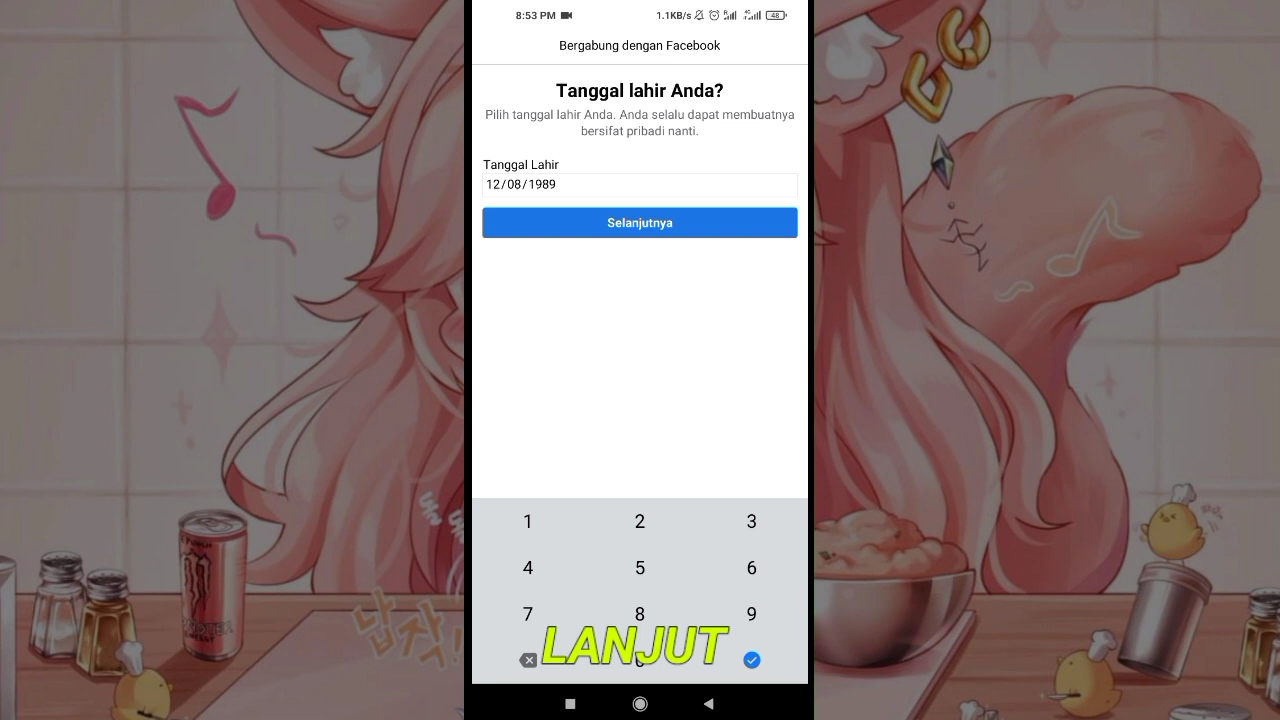 8:53 PM
1.1KB/s
48
Bergabung dengan Facebook
Tanggal lahir Anda?
Pilih tanggal lahir Anda. Anda selalu dapat membuatnya
bersifat pribadi nanti.
Tanggal Lahir
12/08/1989
Selanjutnya
1 2 3
4 5 6
7 8 9
LANJUT